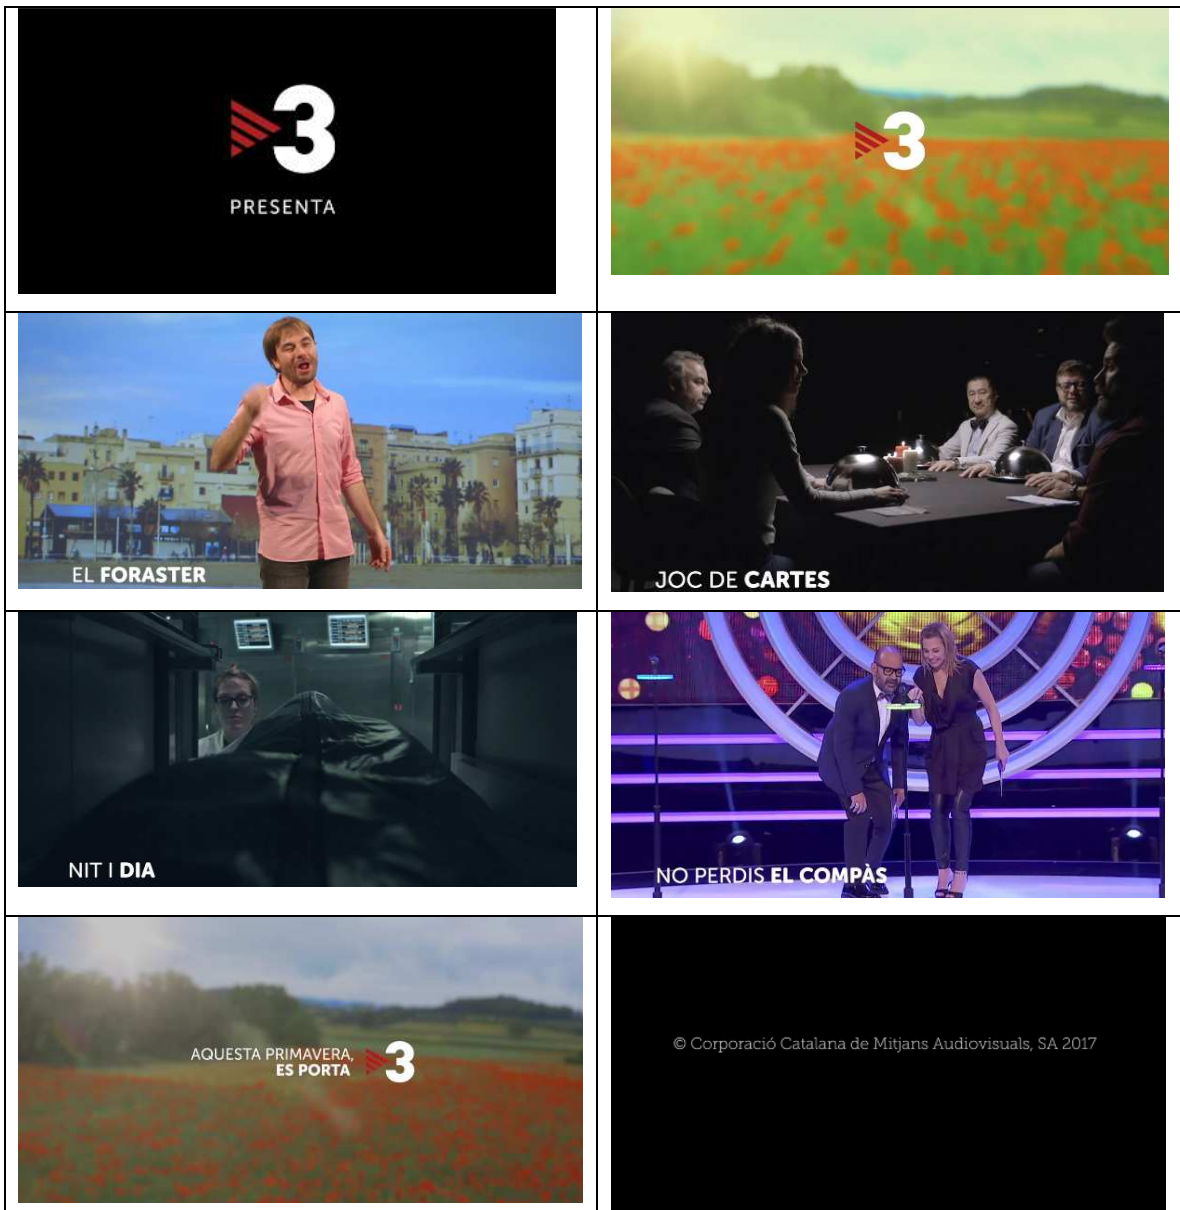 3
PRESENTA
3
EL FORASTER
JOC DE CARTES
NIT I DIA
NO PERDIS EL COMPÀS
AQUESTA PRIMAVERA,
ES PORTA 3
© Corporació Catalana de Mitjans Audiovisuals, SA 2017